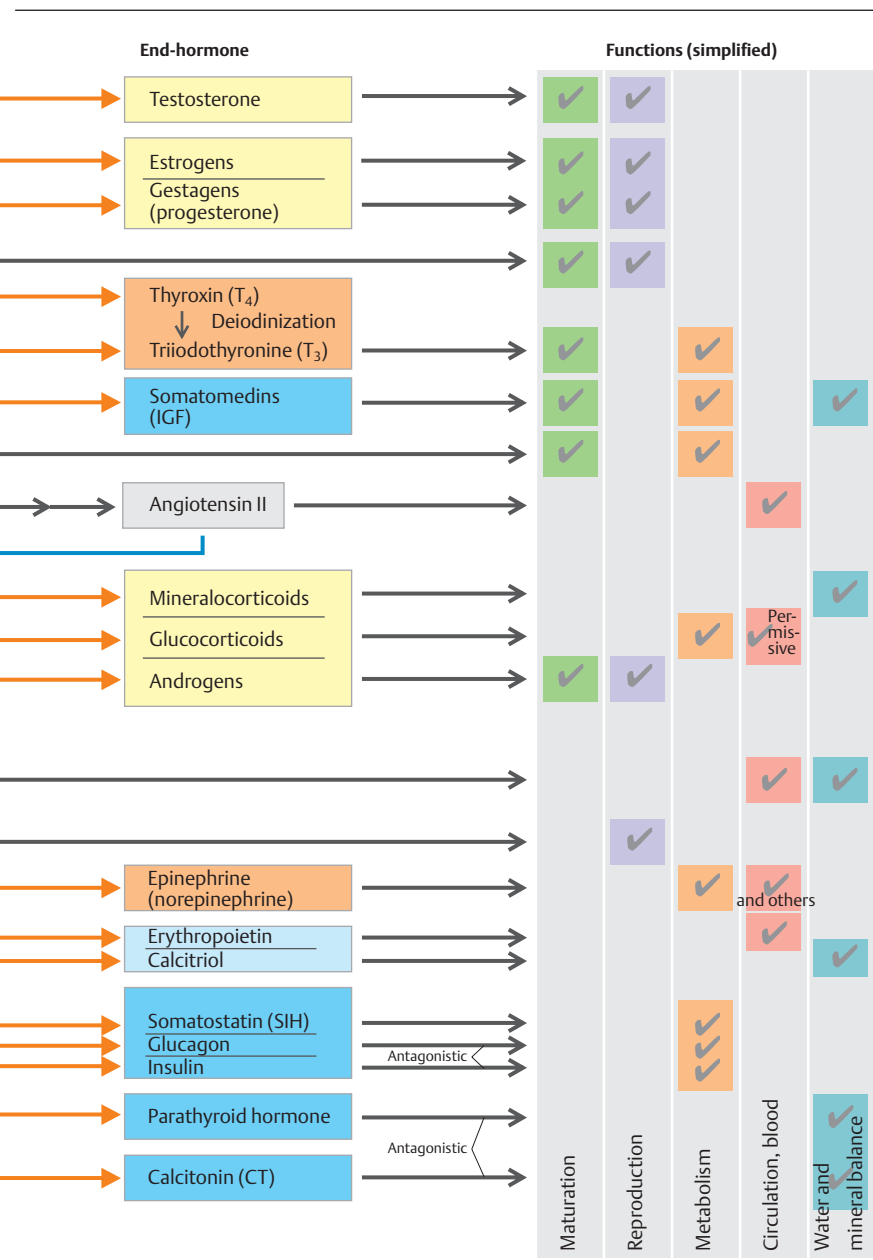 End-hormone
Functions (simplified)
Testosterone
Estrogens
Gestagens
(progesterone)
Thyroxin (T₄)
Deiodinization
Triiodothyronine (T₃)
Somatomedins
(IGF)
Angiotensin II
Mineralocorticoids
Glucocorticoids
Per-
mis-
sive
Androgens
Epinephrine
(norepinephrine)
and others
Erythropoietin
Calcitriol
Somatostatin (SIH)
Glucagon
Antagonistic
Insulin
Parathyroid hormone
Antagonistic
Calcitonin (CT)
Maturation
Reproduction
Metabolism
Circulation, blood
Water and
mineral balance